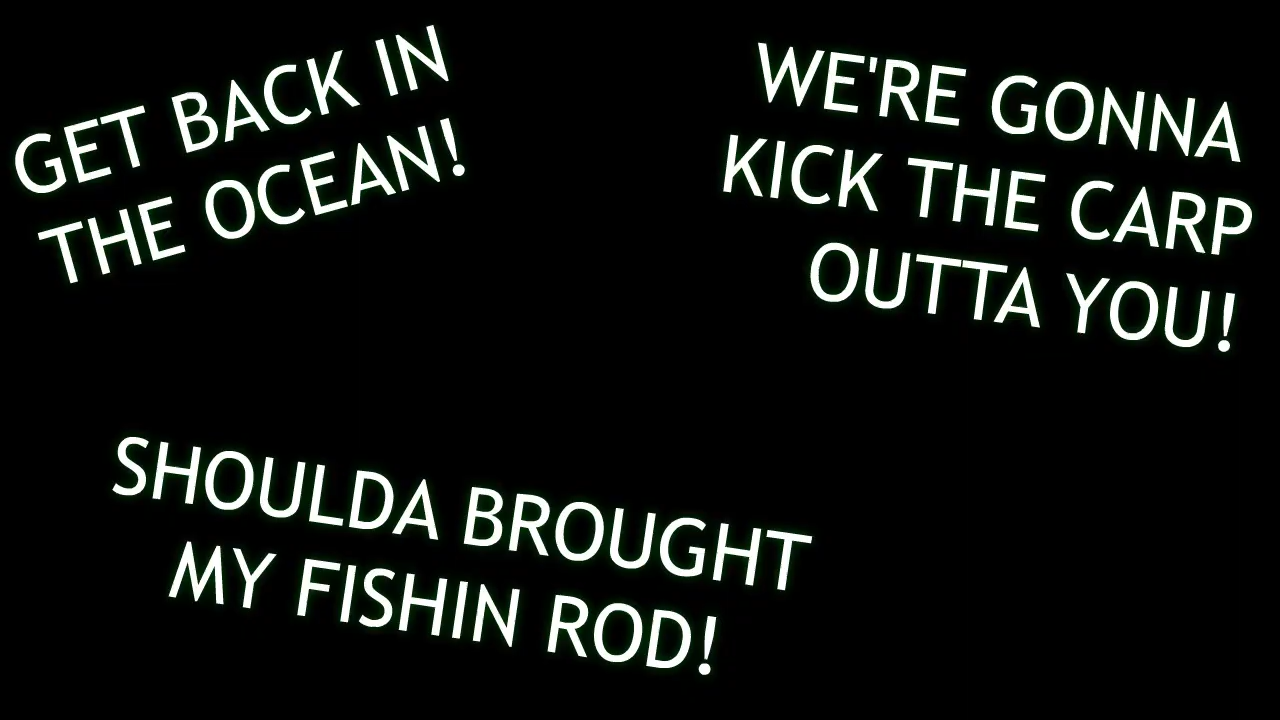 GET BACK IN
THE OCEAN!
WE'RE GONNA
KICK THE CARP
OUTTA YOU!
SHOULDA BROUGHT
MY FISHIN ROD!